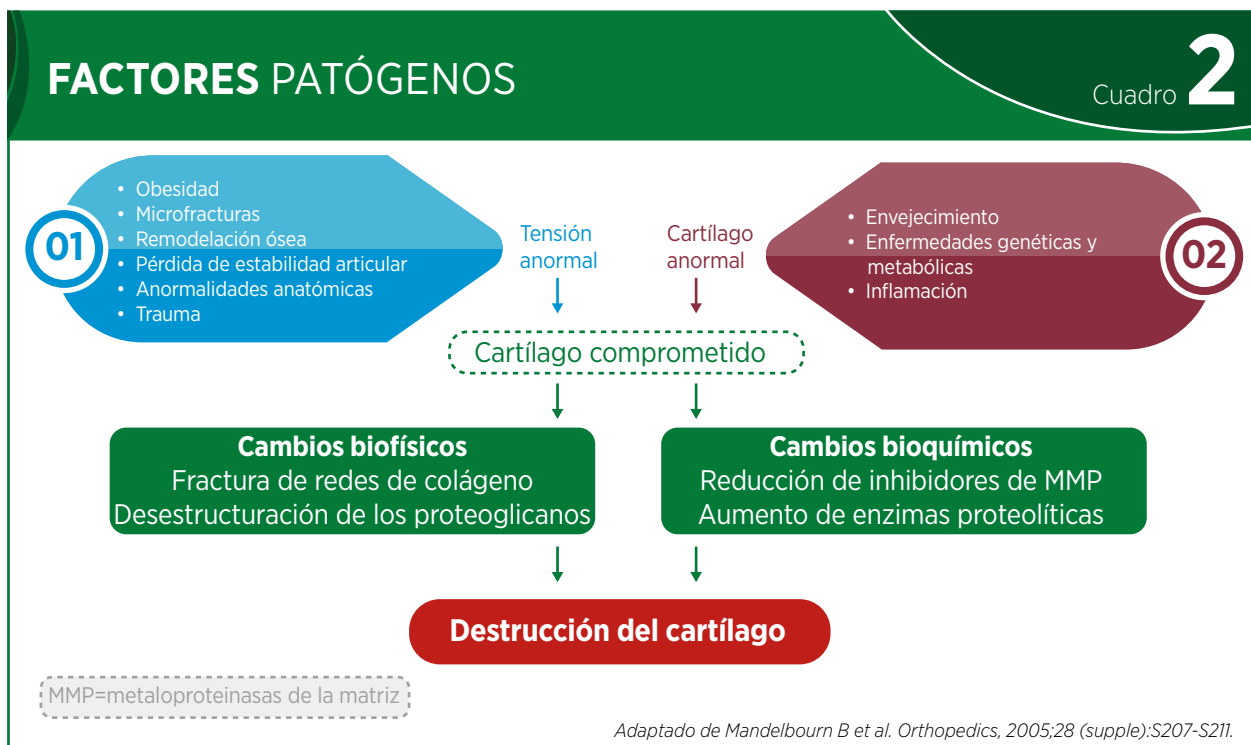 FACTORES PATÓGENOS
Cuadro 2
01
• Obesidad
• Microfracturas
• Remodelación ósea
• Pérdida de estabilidad articular
• Anormalidades anatómicas
• Trauma
Tensión
anormal
Cartílago
anormal
• Envejecimiento
• Enfermedades genéticas y
metabólicas
• Inflamación
02
Cartílago comprometido
Cambios biofísicos
Fractura de redes de colágeno
Desestructuración de los proteoglicanos
Cambios bioquímicos
Reducción de inhibidores de MMP
Aumento de enzimas proteolíticas
Destrucción del cartílago
MMP=metaloproteinasas de la matriz
Adaptado de Mandelbourn B et al. Orthopedics, 2005;28 (supple):S207-S211.